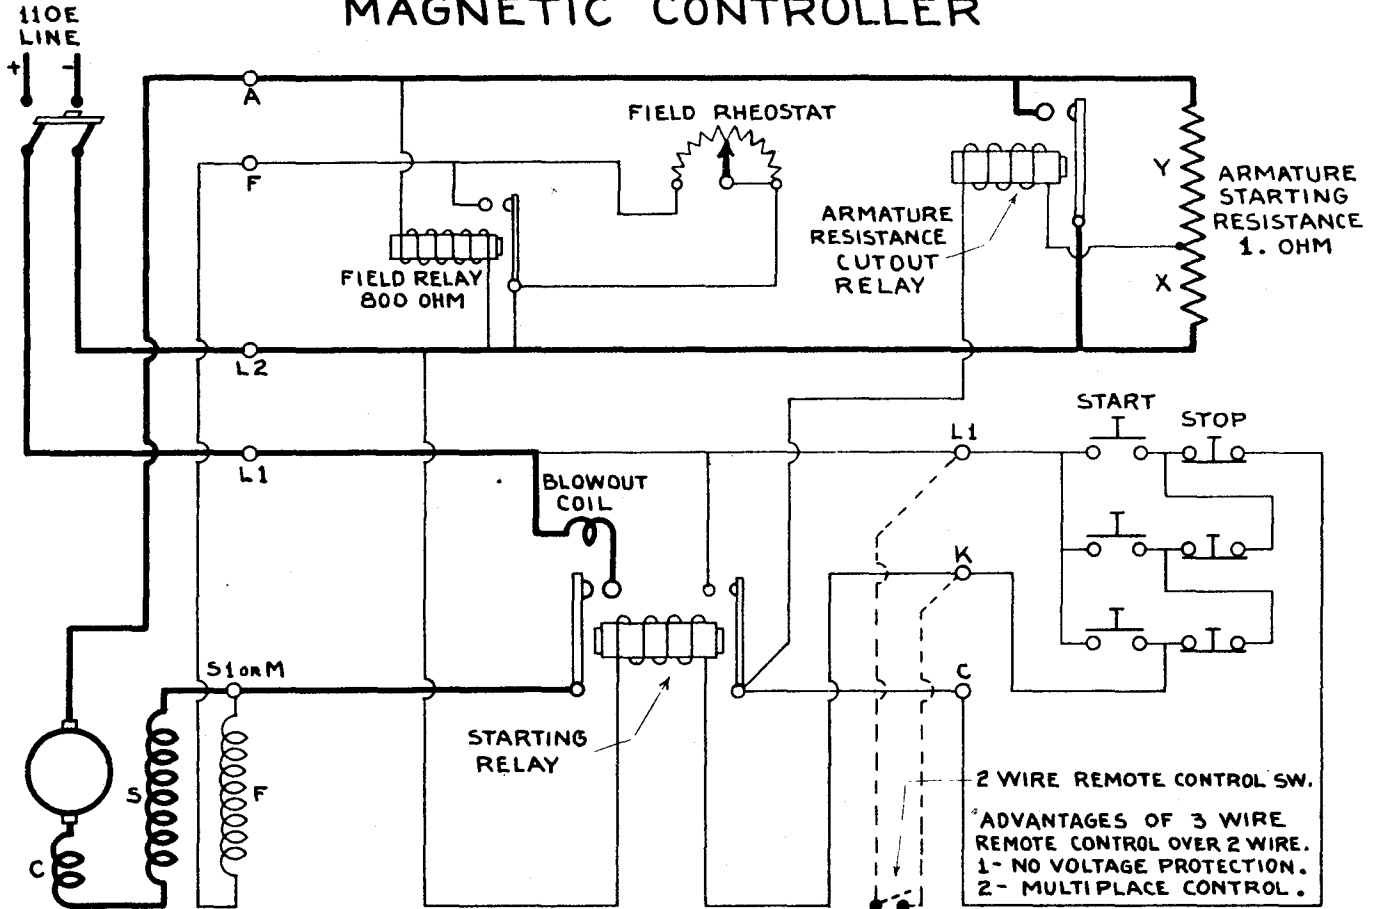 MAGNETIC CONTROLLER
110E
LINE
+ -
A
F
FIELD RHEOSTAT
FIELD RELAY
800 OHM
ARMATURE
RESISTANCE
CUTOUT
RELAY
Y
X
ARMATURE
STARTING
RESISTANCE
1. OHM
L2
L1
BLOWOUT
COIL
L1
START
STOP
K
C
S1 OR M
STARTING
RELAY
S
F
C
2 WIRE REMOTE CONTROL SW.
ADVANTAGES OF 3 WIRE
REMOTE CONTROL OVER 2 WIRE.
1- NO VOLTAGE PROTECTION.
2- MULTIPLACE CONTROL.